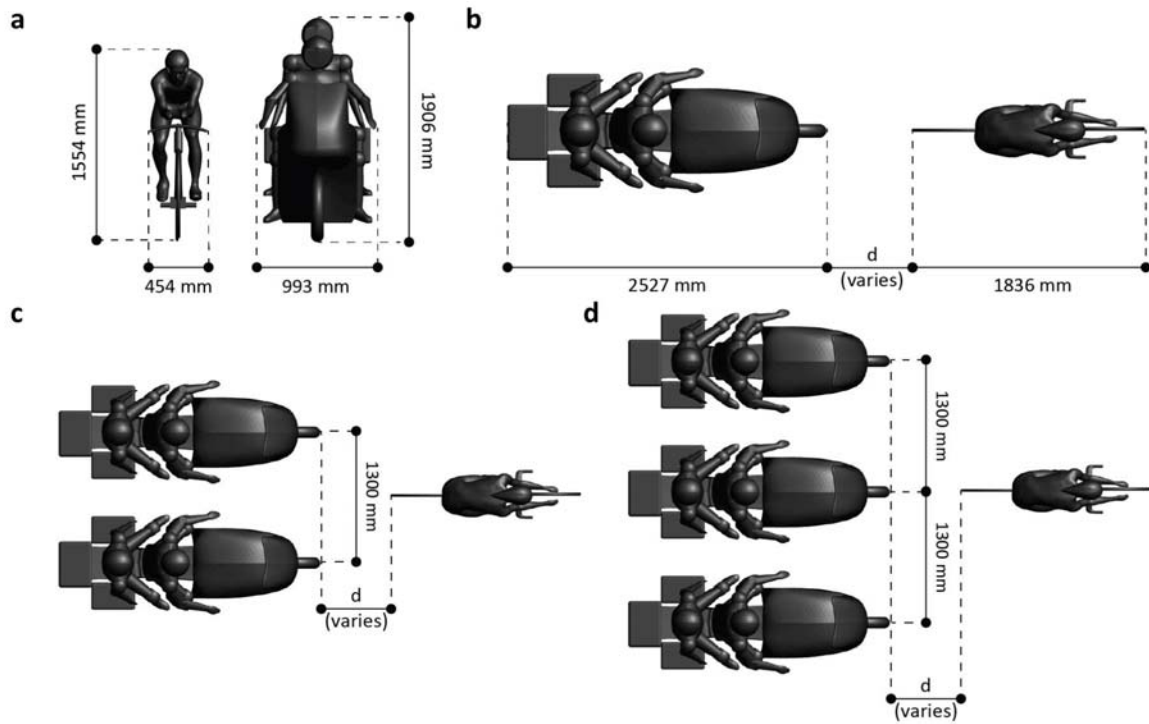 a
1554 mm
454 mm
1906 mm
993 mm
b
2527 mm
d
(varies)
1836 mm
c
1300 mm
d
(varies)
d
1300 mm
1300 mm
d
(varies)